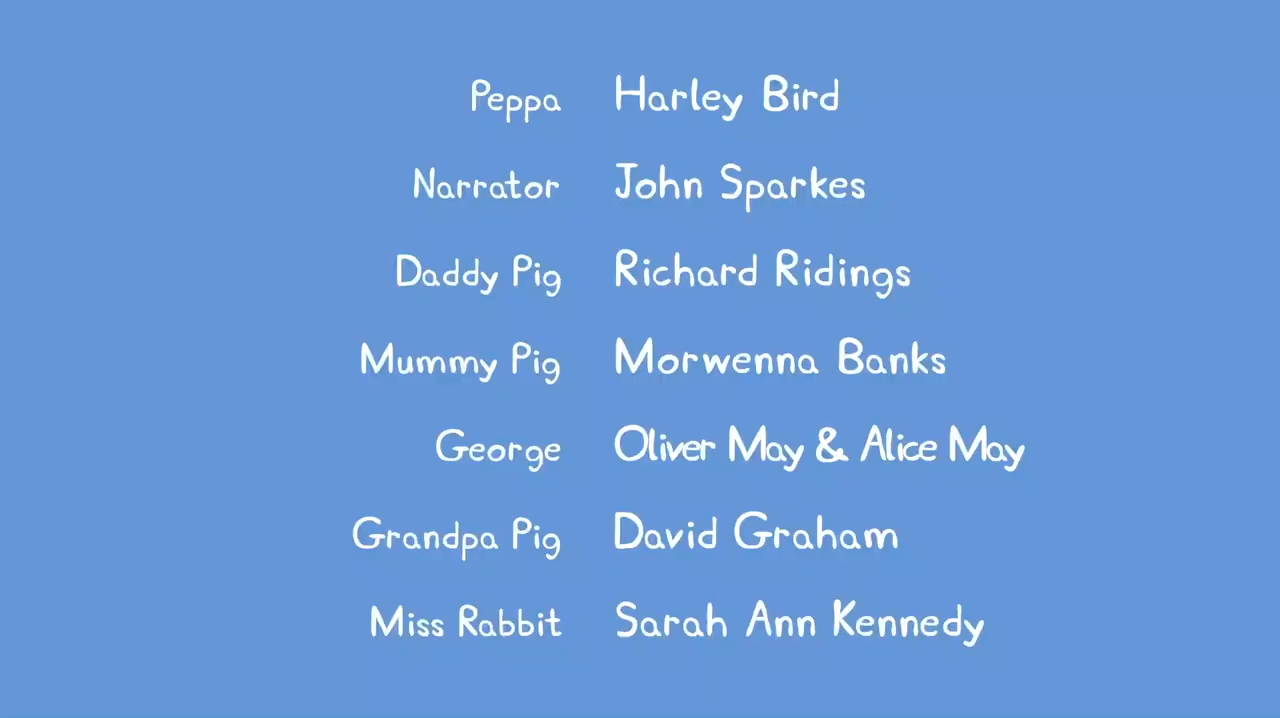 Peppa Harley Bird
Narrator John Sparkes
Daddy Pig Richard Ridings
Mummy Pig Morwenna Banks
George Oliver May & Alice May
Grandpa Pig David Graham
Miss Rabbit Sarah Ann Kennedy